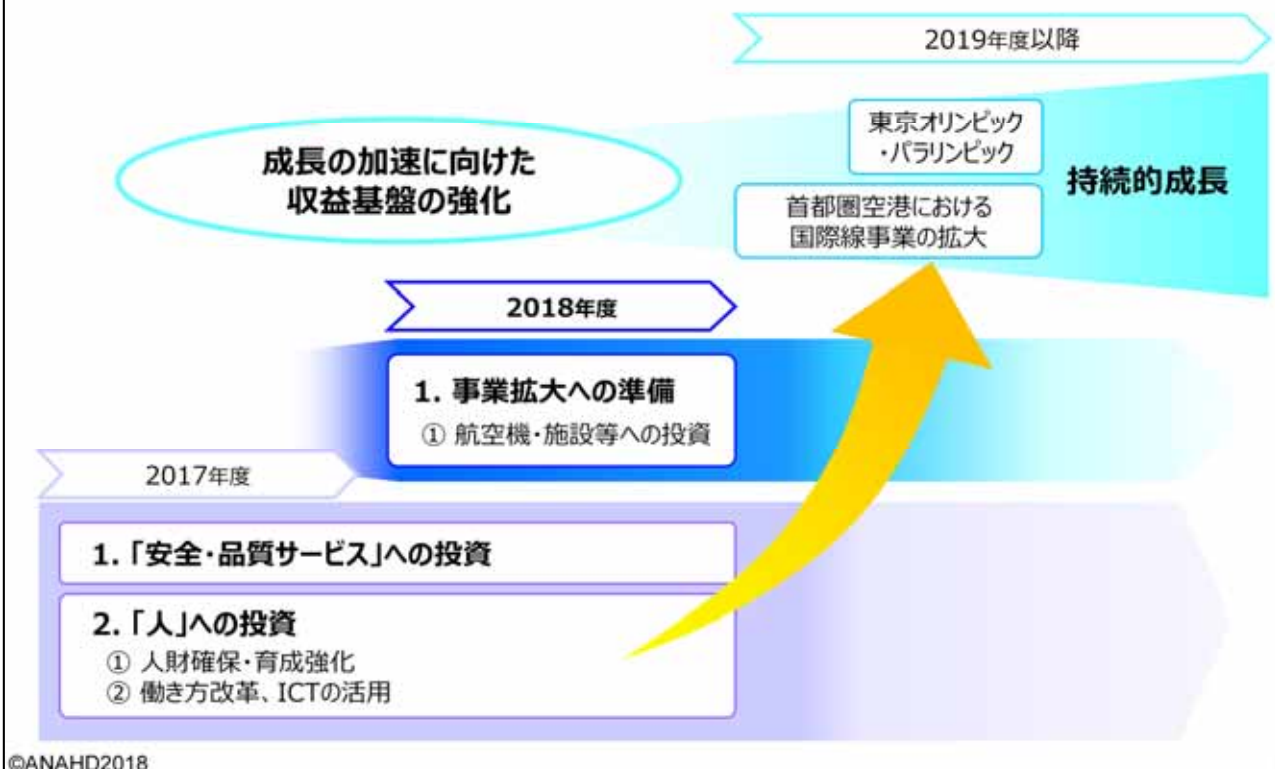 2019年度以降
東京オリンピック
・パラリンピック
成長の加速に向けた
収益基盤の強化
持続的成長
首都圏空港における
国際線事業の拡大
2018年度
1. 事業拡大への準備
① 航空機・施設等への投資
2017年度
1. 「安全・品質サービス」への投資
2. 「人」への投資
① 人財確保・育成強化
② 働き方改革、ICTの活用
©ANAHD2018